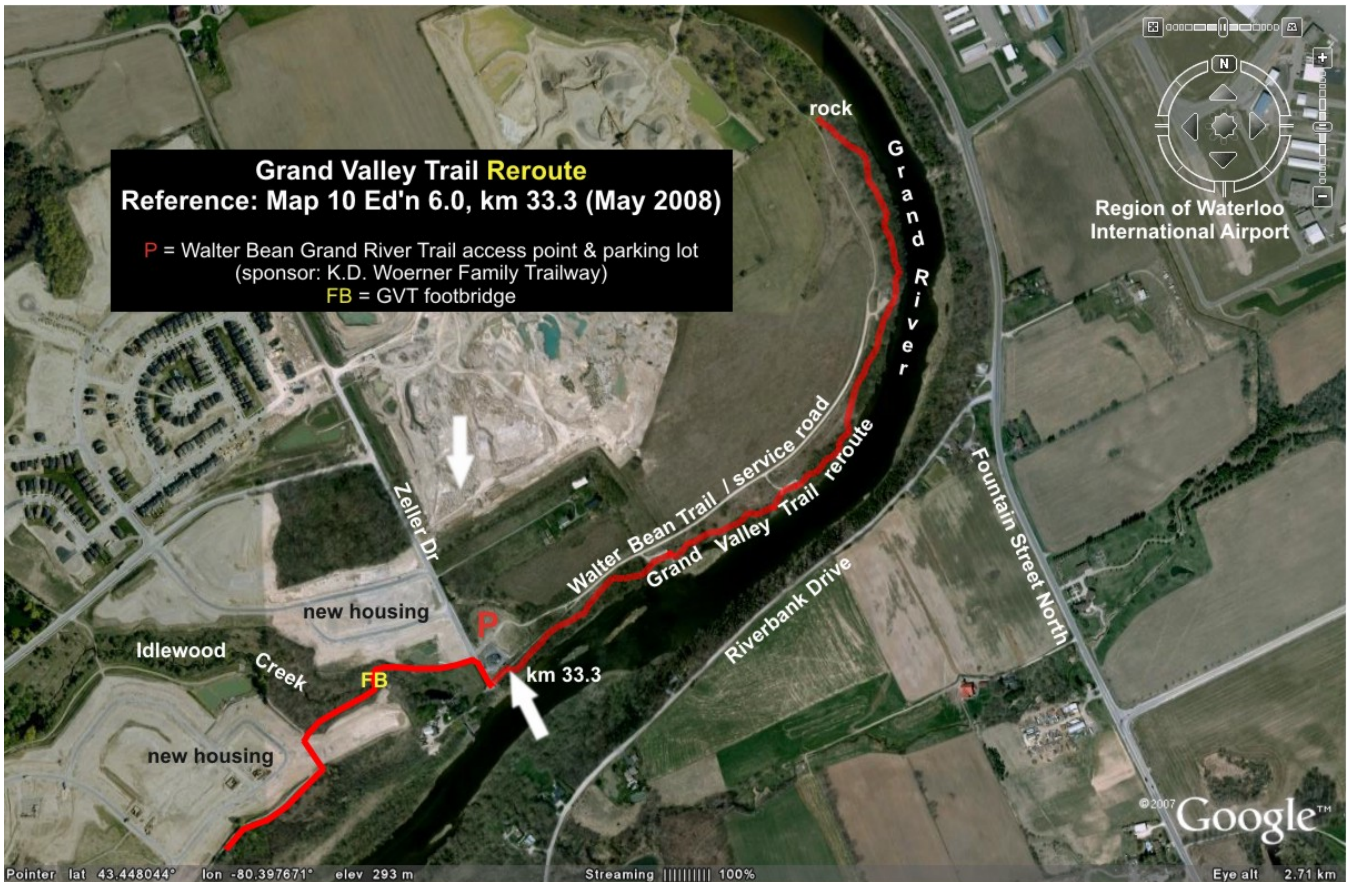 Grand Valley Trail Reroute
Reference: Map 10 Ed'n 6.0, km 33.3 (May 2008)
P = Walter Bean Grand River Trail access point & parking lot
(sponsor: K.D. Woerner Family Trailway)
FB = GVT footbridge
rock
Grand River
N
Region of Waterloo
International Airport
Walter Bean Trail / service road
Grand Valley Trail reroute
Zeller Dr
Fountain Street North
Riverbank Drive
new housing
P
Idlewood
Creek
FB
km 33.3
new housing
©2007 Google™
Pointer lat 43.448044° lon -80.397671° elev 293 m
Streaming |||||||||| 100%
Eye alt 2.71 km